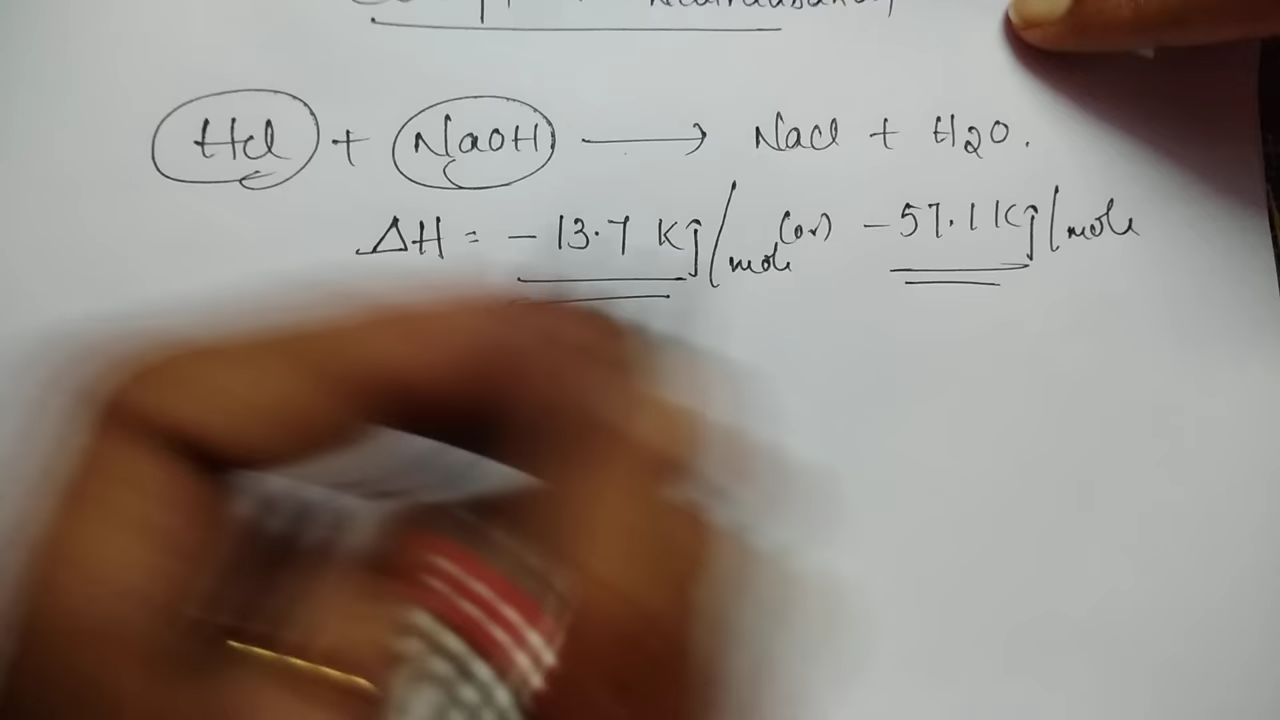 HCl + NaOH ⟶ NaCl + H2O.
ΔH = - 13.7 KJ/mole (or) - 57.1 KJ/mole